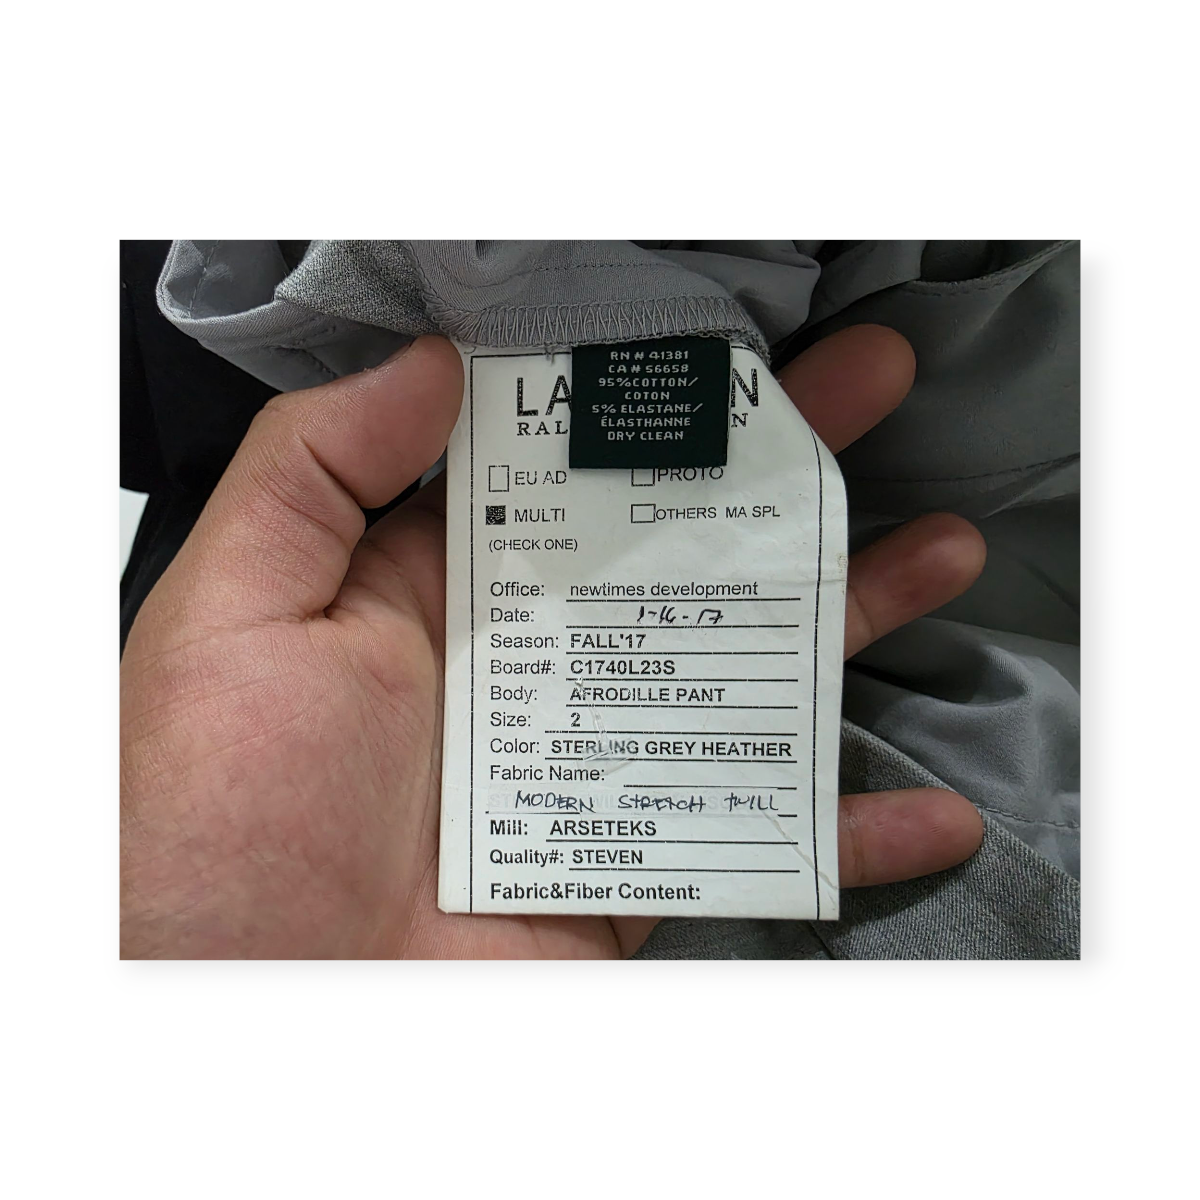 RN # 41381
CA # 56658
95%COTTON/
COTON
5% ELASTANE/
ÉLASTHANNE
DRY CLEAN
LA N
RAL N
EU AD PROTO
MULTI OTHERS MA SPL
(CHECK ONE)
Office: newtimes development
Date: 1-16-17
Season: FALL'17
Board#: C1740L23S
Body: AFRODILLE PANT
Size: 2
Color: STERLING GREY HEATHER
Fabric Name:
MODERN STRETCH TWILL
Mill: ARSETEKS
Quality#: STEVEN
Fabric&Fiber Content: